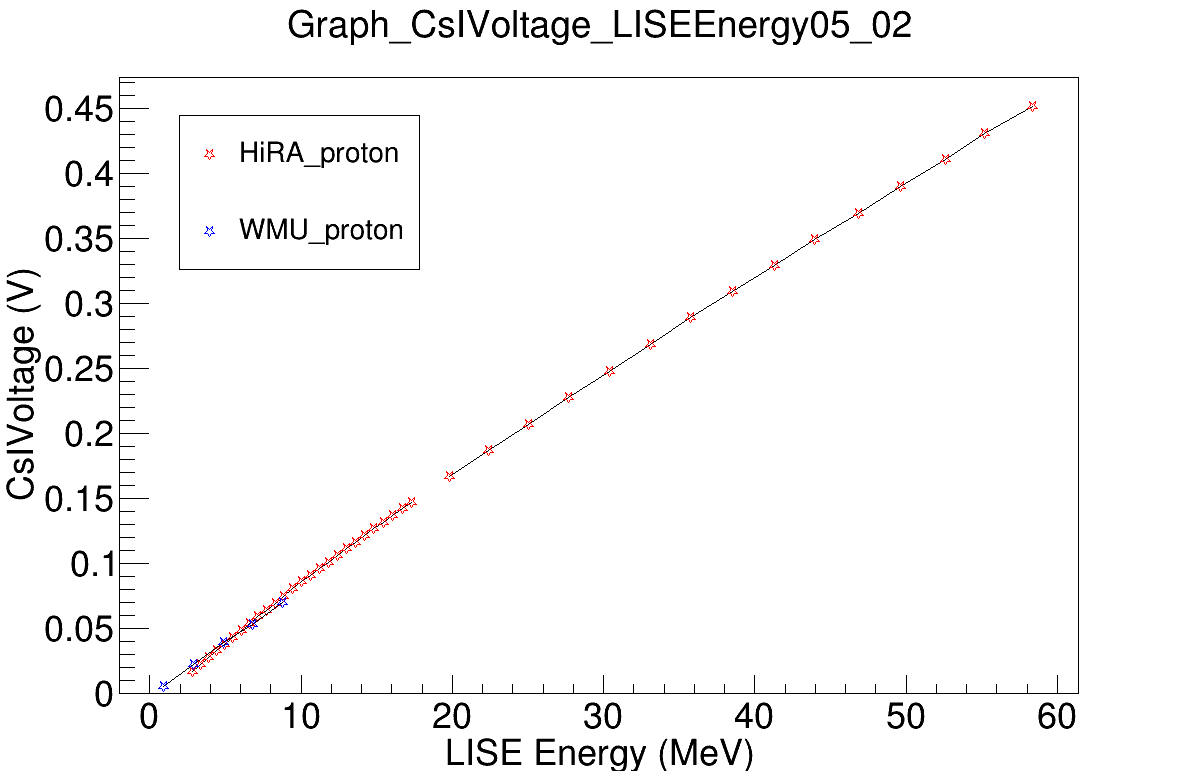 Graph_CsIVoltage_LISEEnergy05_02
HiRA_proton
WMU_proton
CsIVoltage (V)
0.45
0.4
0.35
0.3
0.25
0.2
0.15
0.1
0.05
0
0 10 20 30 40 50 60
LISE Energy (MeV)